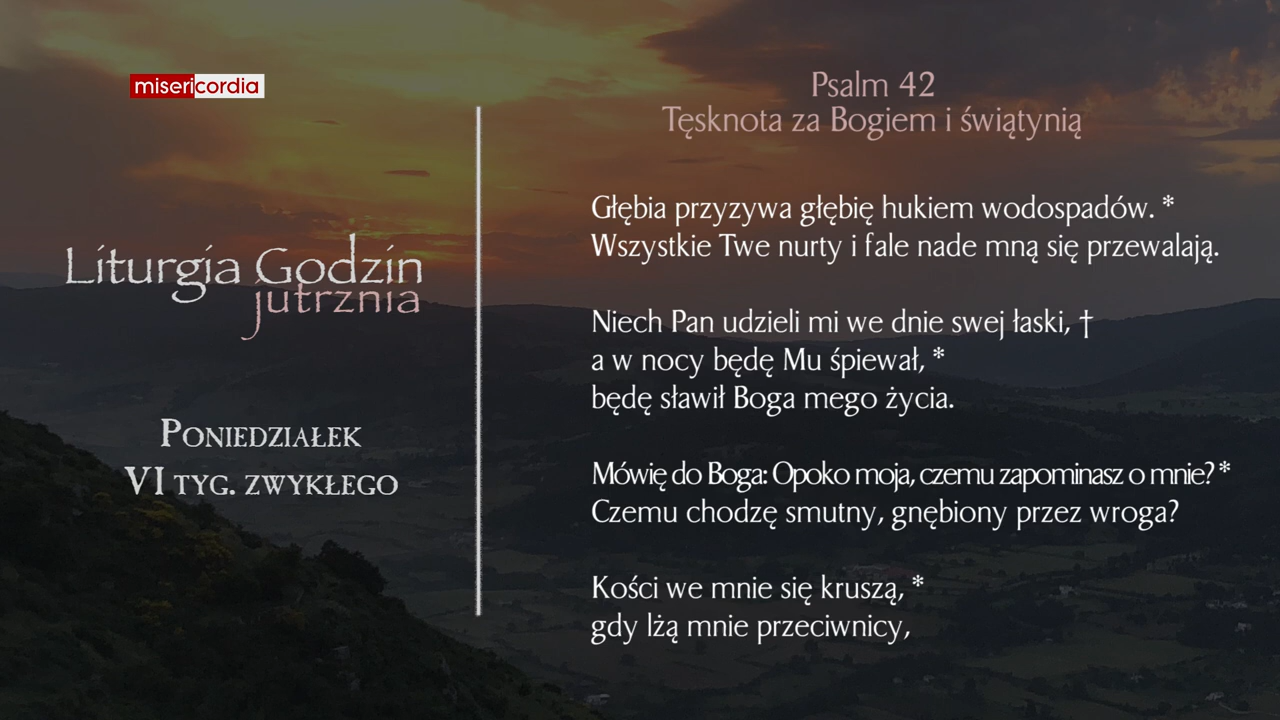 misericordia
Liturgia Godzin
jutrznia
Poniedziałek
VI tyg. zwykłego
Psalm 42
Tęsknota za Bogiem i świątynią
Głębia przyzywa głębię hukiem wodospadów. *
Wszystkie Twe nurty i fale nade mną się przewalają.
Niech Pan udzieli mi we dnie swej łaski, †
a w nocy będę Mu śpiewał, *
będę sławił Boga mego życia.
Mówię do Boga: Opoko moja, czemu zapominasz o mnie? *
Czemu chodzę smutny, gnębiony przez wroga?
Kości we mnie się kruszą, *
gdy lżą mnie przeciwnicy,